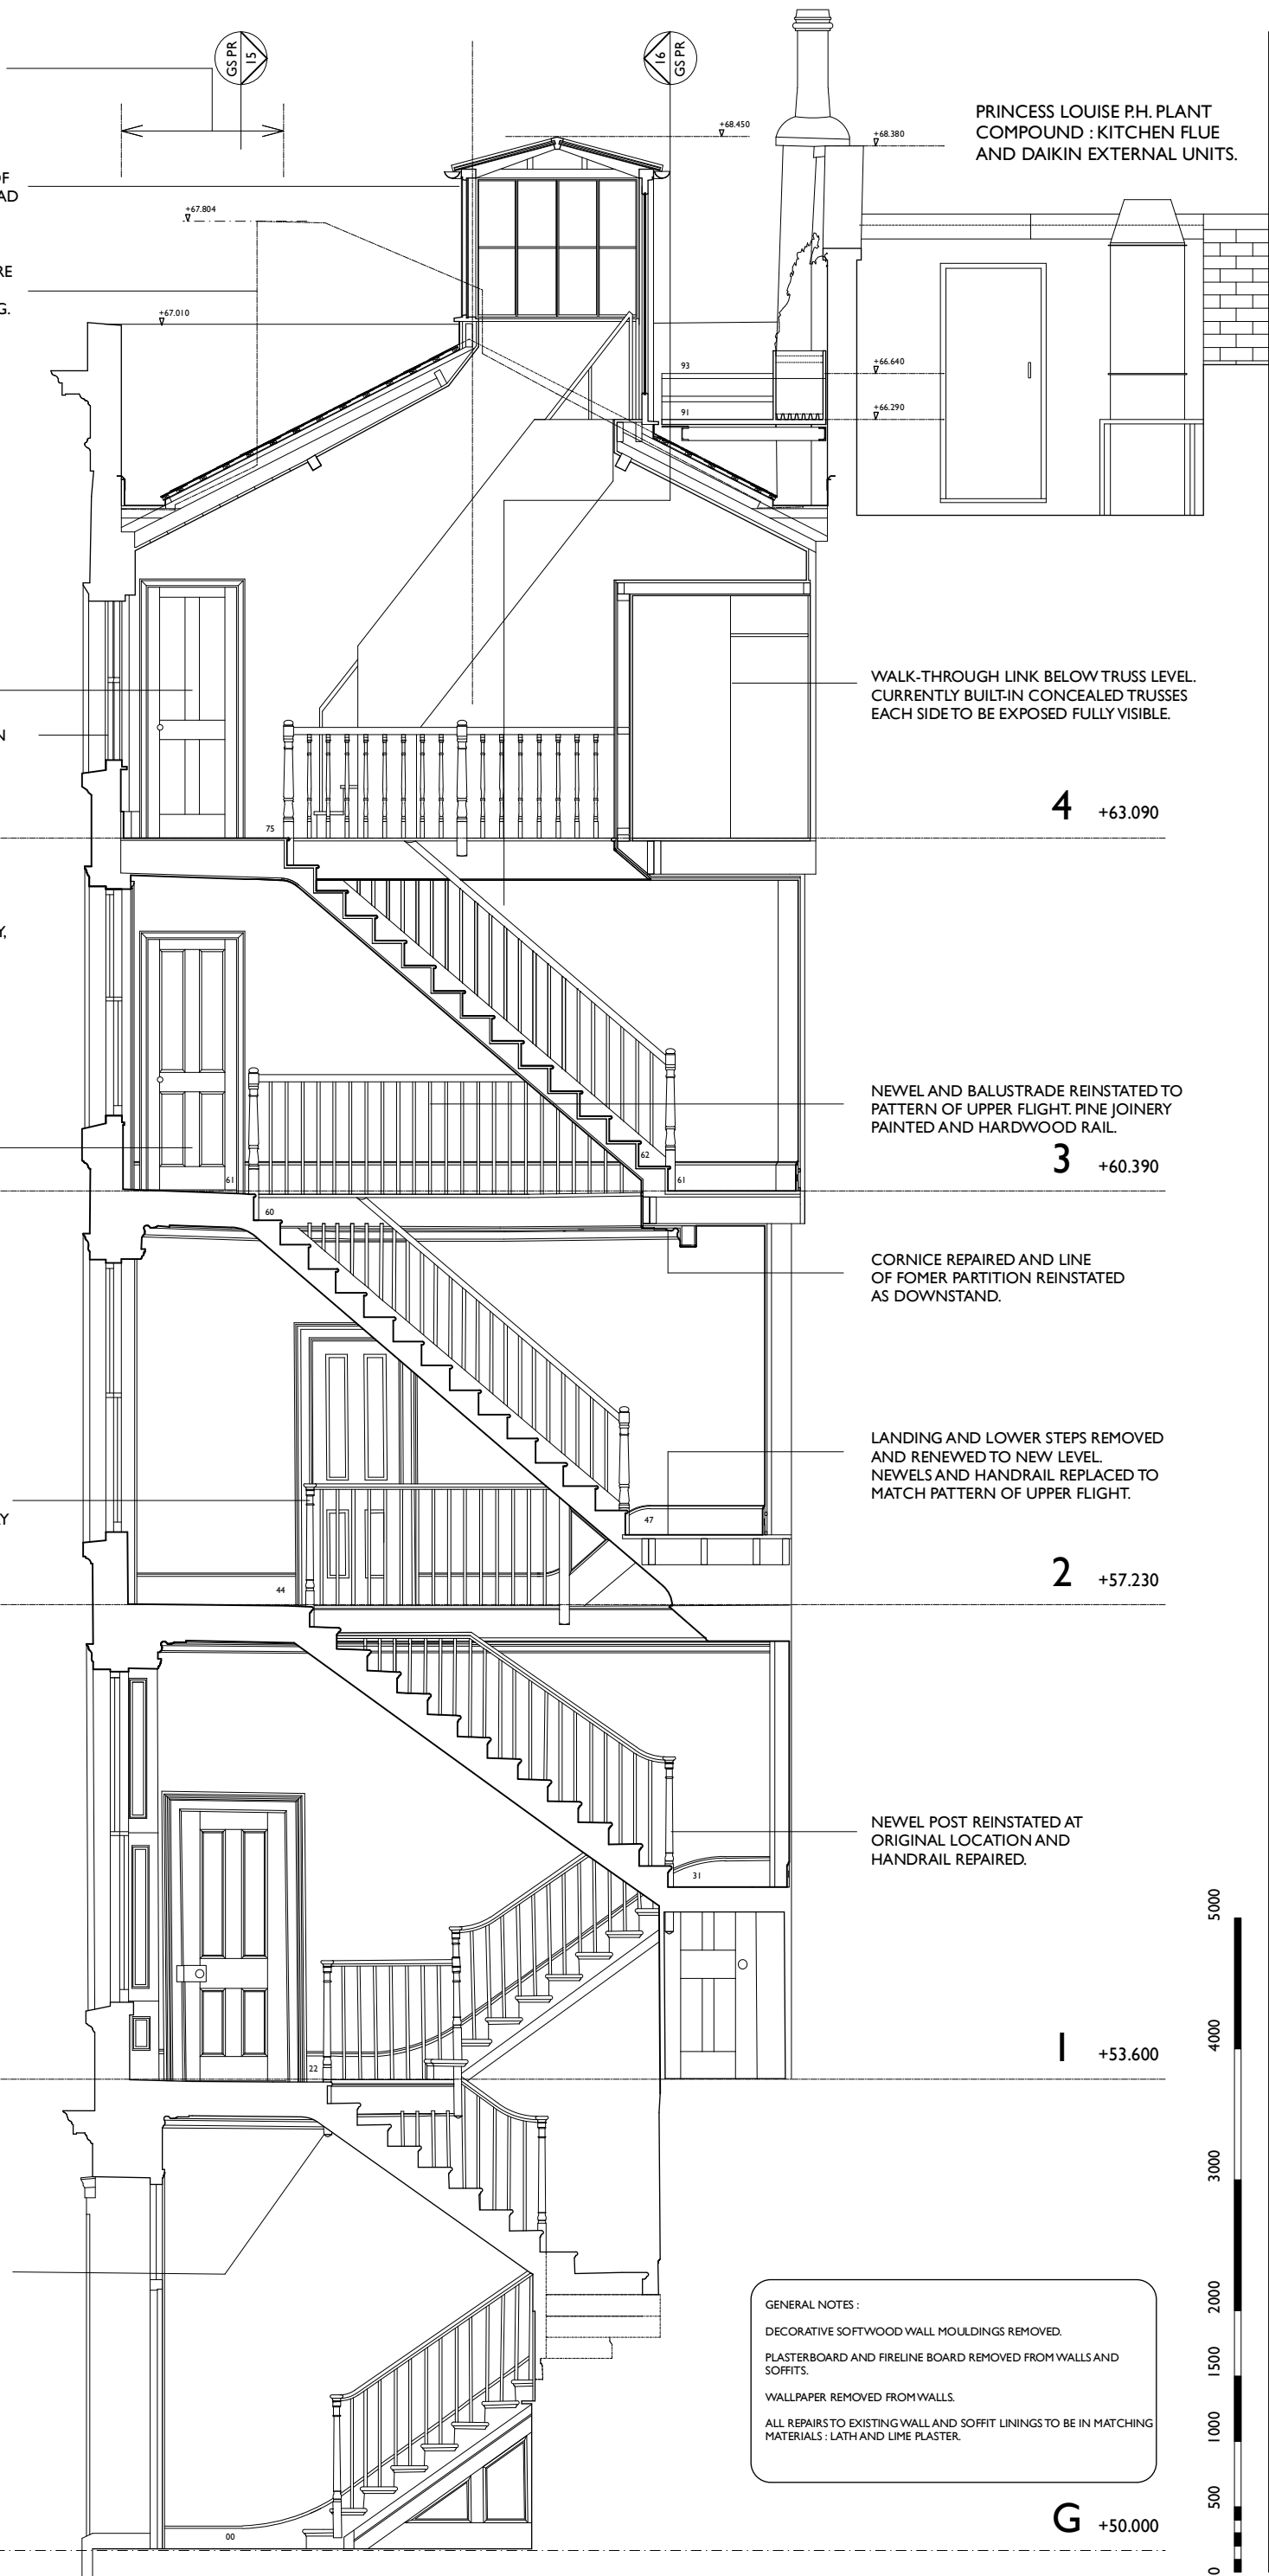 GS PR
15
16
GS PR
PRINCESS LOUISE P.H. PLANT
COMPOUND : KITCHEN FLUE
AND DAIKIN EXTERNAL UNITS.
+68.450
+68.380
OF
AD
+67.804
RE
G.
+67.010
93
+66.640
91
+66.290
WALK-THROUGH LINK BELOW TRUSS LEVEL.
CURRENTLY BUILT-IN CONCEALED TRUSSES
EACH SIDE TO BE EXPOSED FULLY VISIBLE.
N
4 +63.090
75
Y,
NEWEL AND BALUSTRADE REINSTATED TO
PATTERN OF UPPER FLIGHT. PINE JOINERY
PAINTED AND HARDWOOD RAIL.
3 +60.390
62
61
61
60
CORNICE REPAIRED AND LINE
OF FOMER PARTITION REINSTATED
AS DOWNSTAND.
LANDING AND LOWER STEPS REMOVED
AND RENEWED TO NEW LEVEL.
NEWELS AND HANDRAIL REPLACED TO
MATCH PATTERN OF UPPER FLIGHT.
47
Y
2 +57.230
44
NEWEL POST REINSTATED AT
ORIGINAL LOCATION AND
HANDRAIL REPAIRED.
31
1 +53.600
22
GENERAL NOTES :
DECORATIVE SOFTWOOD WALL MOULDINGS REMOVED.
PLASTERBOARD AND FIRELINE BOARD REMOVED FROM WALLS AND
SOFFITS.
WALLPAPER REMOVED FROM WALLS.
ALL REPAIRS TO EXISTING WALL AND SOFFIT LININGS TO BE IN MATCHING
MATERIALS : LATH AND LIME PLASTER.
G +50.000
00
5000
4000
3000
2000
1500
1000
500
0